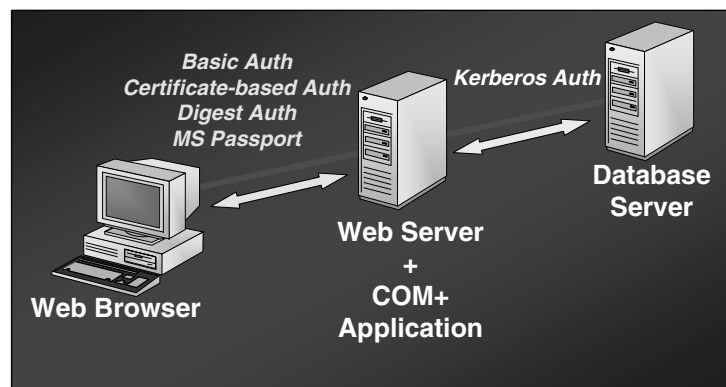 Basic Auth
Certificate-based Auth
Digest Auth
MS Passport
Kerberos Auth
Web Browser
Web Server
+
COM+
Application
Database
Server